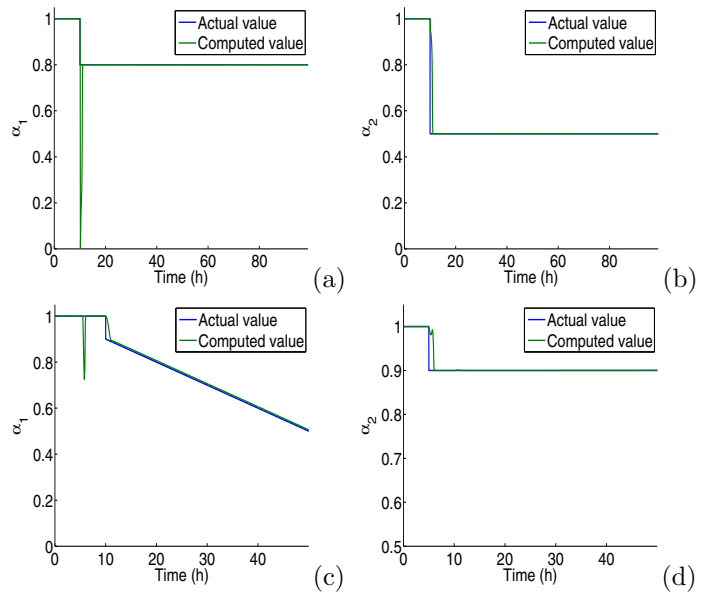 Actual value
Computed value
1
0.8
0.6
0.4
0.2
0
α1
0 20 40 60 80
Time (h)
(a)
Actual value
Computed value
1
0.8
0.6
0.4
0.2
0
α2
0 20 40 60 80
Time (h)
(b)
Actual value
Computed value
1
0.8
0.6
0.4
0.2
0
α1
0 10 20 30 40
Time (h)
(c)
Actual value
Computed value
1
0.9
0.8
0.7
0.6
0.5
α2
0 10 20 30 40
Time (h)
(d)